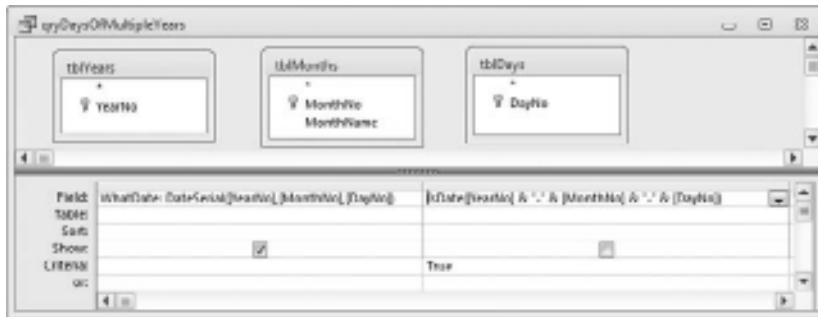 qryDaysOfMultipleYears
tblYears tblMonths tblDays
*
YearNo
*
MonthNo
MonthName
*
DayNo
Field: WhatDate: DateSerial([YearNo],[MonthNo],[DayNo]) IsDate([YearNo] & "-" & [MonthNo] & "-" & [DayNo])
Table:
Sort:
Show:
Criteria: True
or: